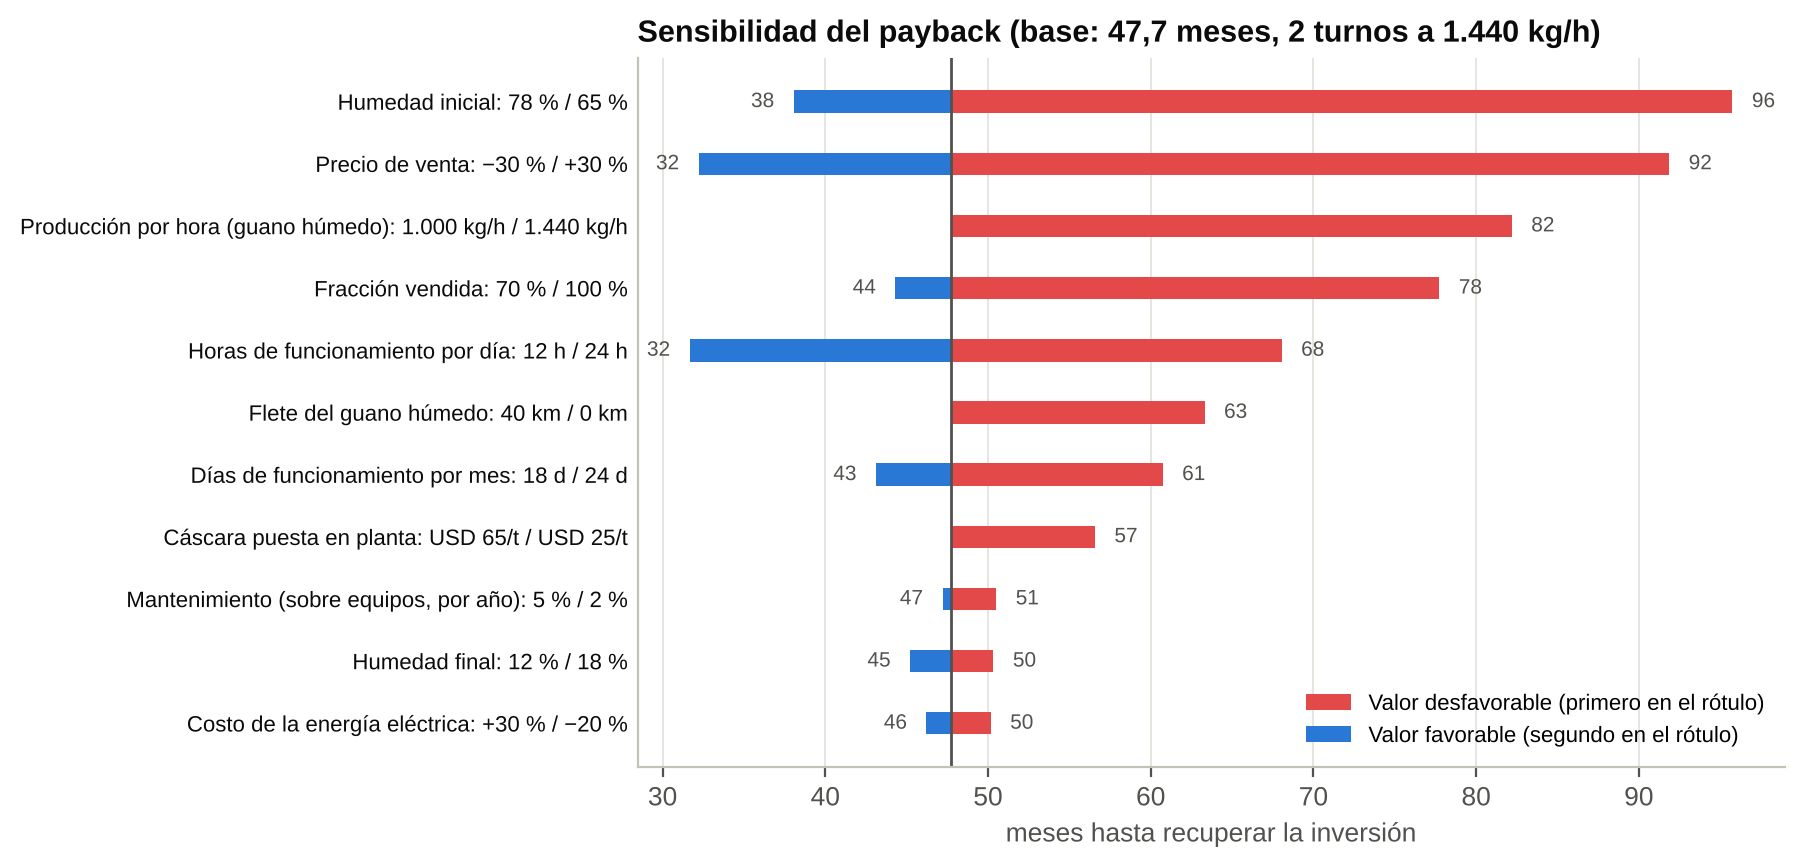 Sensibilidad del payback (base: 47,7 meses, 2 turnos a 1.440 kg/h)
Humedad inicial: 78 % / 65 % 38 96
Precio de venta: −30 % / +30 % 32 92
Producción por hora (guano húmedo): 1.000 kg/h / 1.440 kg/h 82
Fracción vendida: 70 % / 100 % 44 78
Horas de funcionamiento por día: 12 h / 24 h 32 68
Flete del guano húmedo: 40 km / 0 km 63
Días de funcionamiento por mes: 18 d / 24 d 43 61
Cáscara puesta en planta: USD 65/t / USD 25/t 57
Mantenimiento (sobre equipos, por año): 5 % / 2 % 47 51
Humedad final: 12 % / 18 % 45 50
Costo de la energía eléctrica: +30 % / −20 % 46 50
Valor desfavorable (primero en el rótulo)
Valor favorable (segundo en el rótulo)
30 40 50 60 70 80 90
meses hasta recuperar la inversión